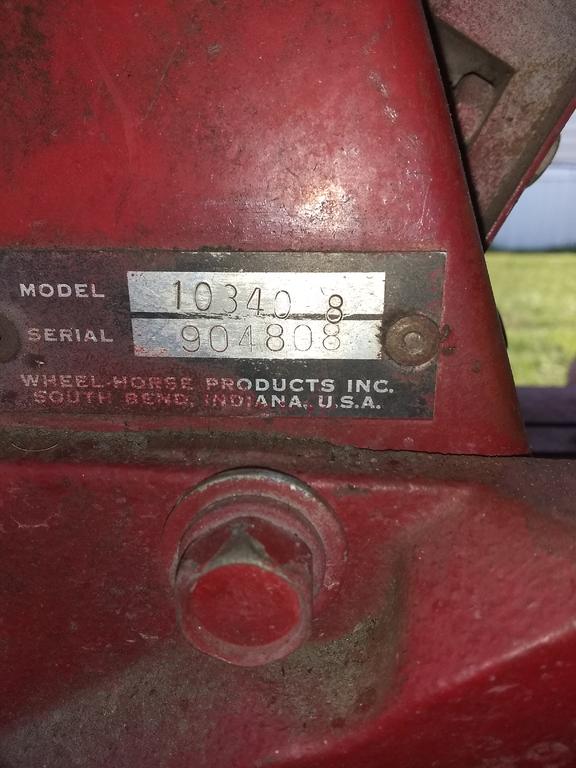 MODEL 10340 8
SERIAL 904808
WHEEL-HORSE PRODUCTS INC.
SOUTH BEND, INDIANA, U.S.A.